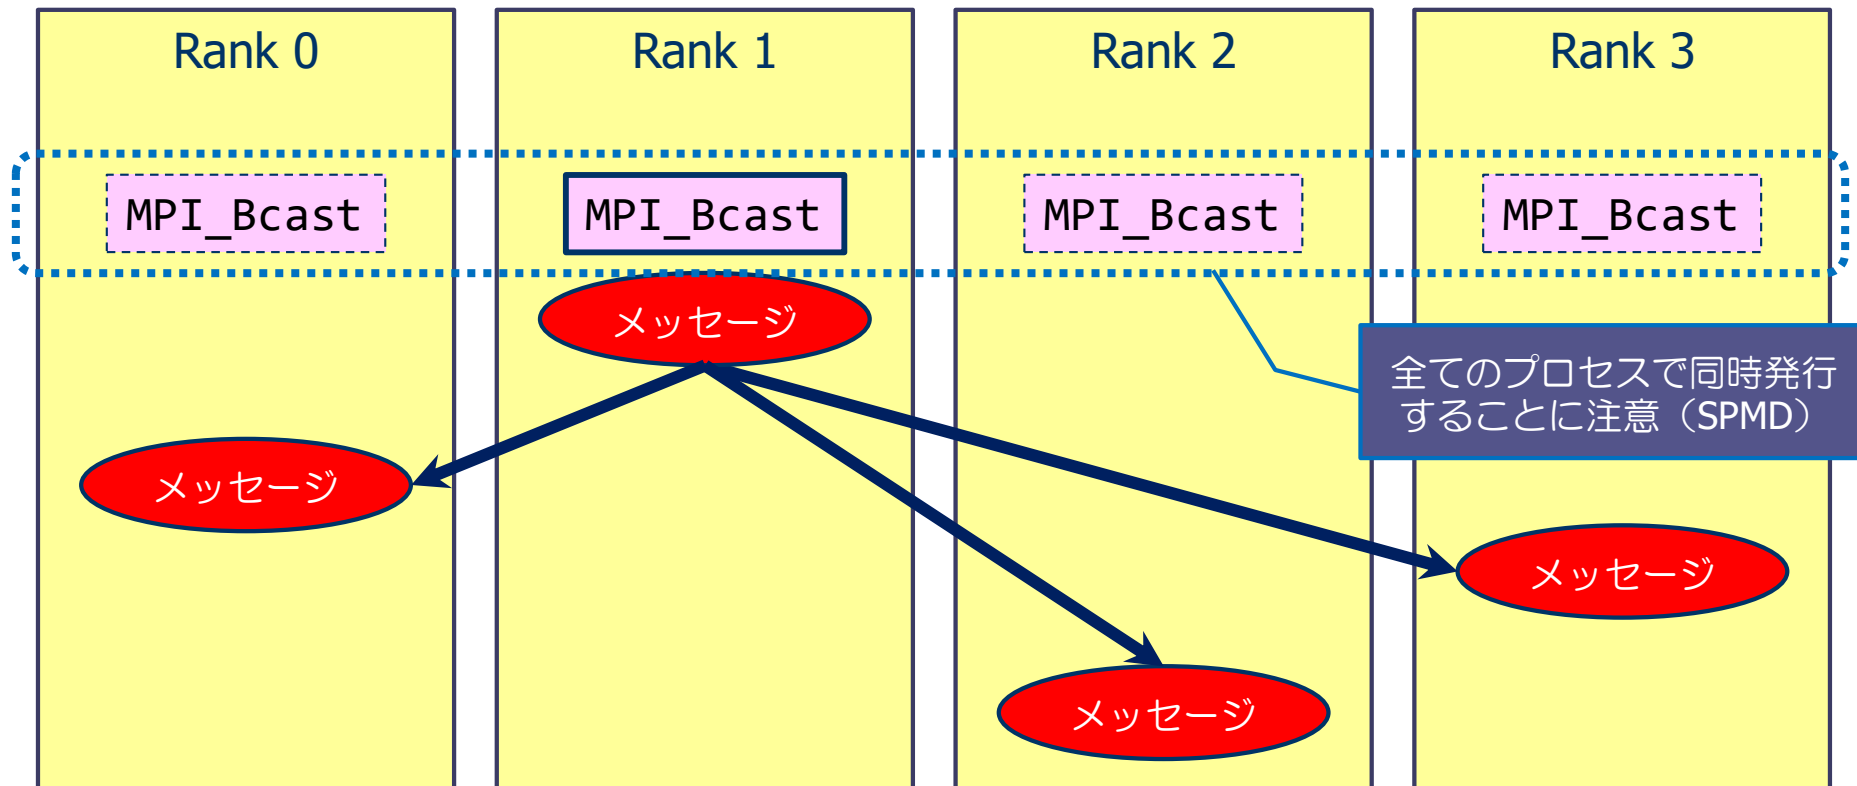 Rank 0
Rank 1
Rank 2
Rank 3
MPI_Bcast
MPI_Bcast
MPI_Bcast
MPI_Bcast
メッセージ
全てのプロセスで同時発行
することに注意（SPMD）
メッセージ
メッセージ
メッセージ